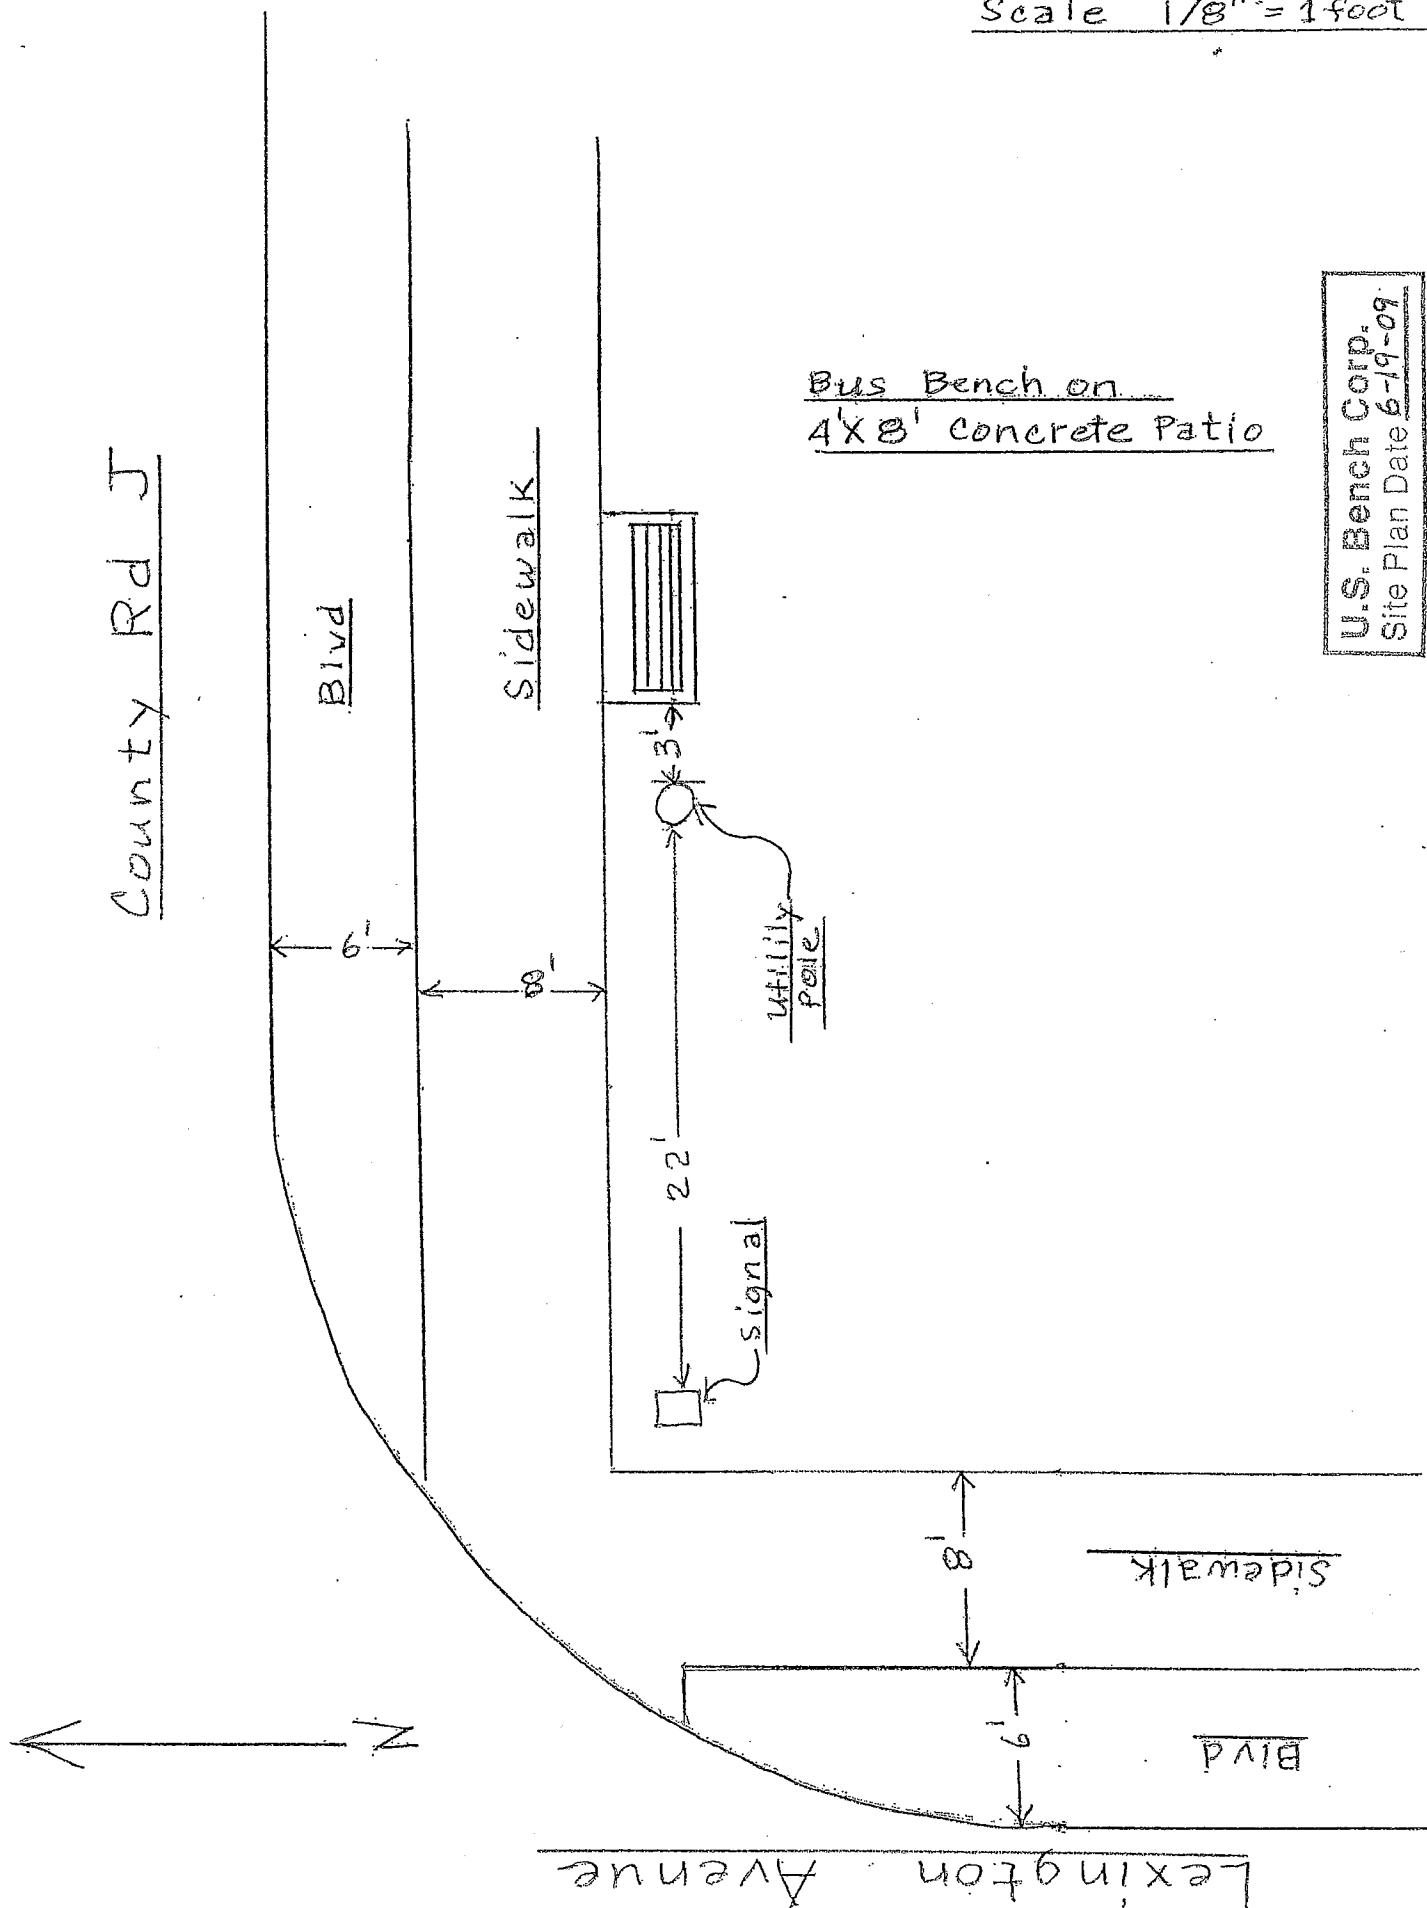 Scale 1/8" = 1 foot
County Rd J
Blvd
Sidewalk
Bus Bench on
4'X8' Concrete Patio
U.S. Bench Corp.
Site Plan Date 6-19-09
3'
6'
8'
Utility
Pole
22'
signal
8'
Sidewalk
6'
Blvd
N
Lexington Avenue